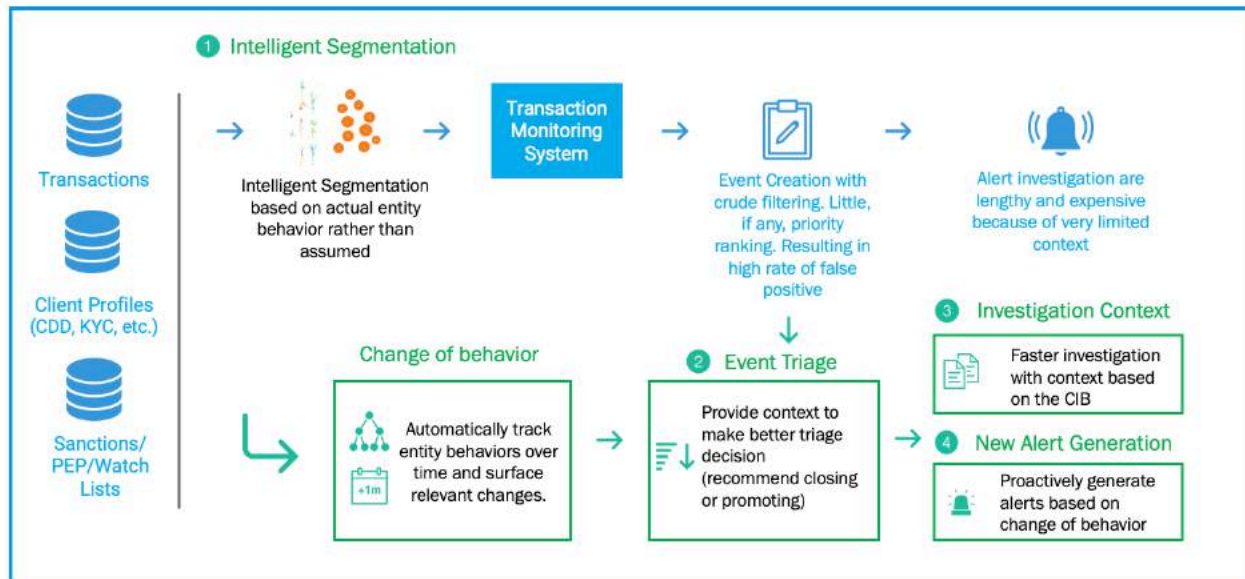 1 Intelligent Segmentation
Transactions
Client Profiles
(CDD, KYC, etc.)
Sanctions/
PEP/Watch
Lists
Intelligent Segmentation
based on actual entity
behavior rather than
assumed
Transaction
Monitoring
System
Event Creation with
crude filtering. Little,
if any, priority
ranking. Resulting in
high rate of false
positive
Alert investigation are
lengthy and expensive
because of very limited
context
Change of behavior
+1m
Automatically track
entity behaviors over
time and surface
relevant changes.
2 Event Triage
Provide context to
make better triage
decision
(recommend closing
or promoting)
3 Investigation Context
Faster investigation
with context based
on the CIB
4 New Alert Generation
Proactively generate
alerts based on
change of behavior